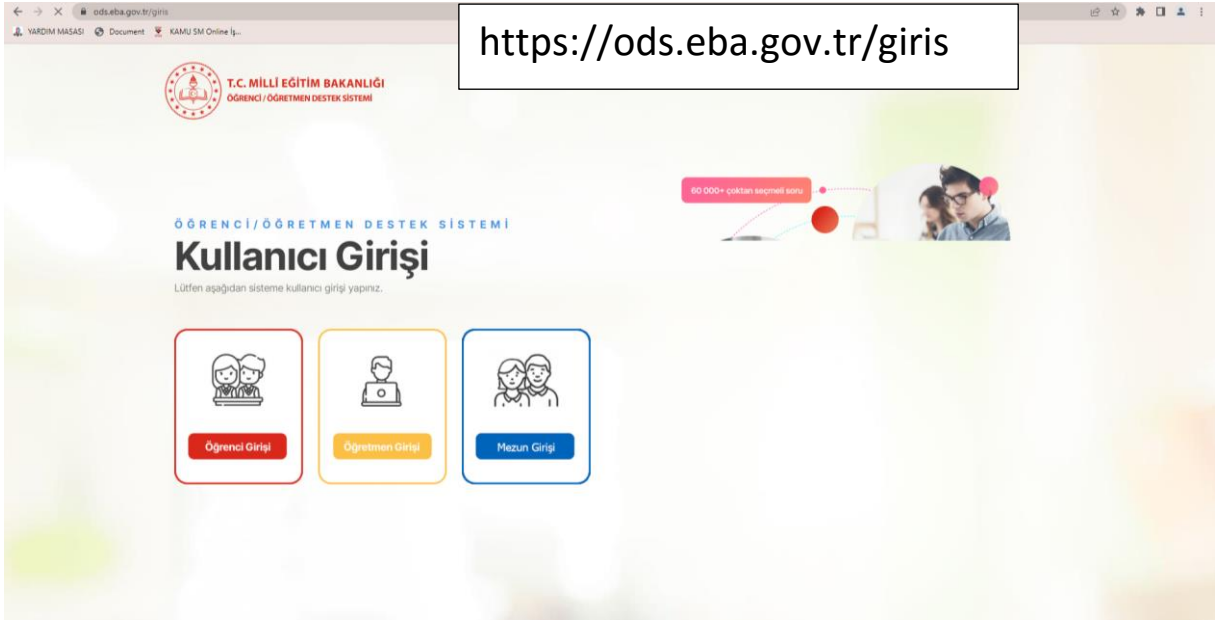 ods.eba.gov.tr/giris
YARDIM MASASI
Document
KAMU SM Online İş...
https://ods.eba.gov.tr/giris
T.C. MİLLİ EĞİTİM BAKANLIĞI
ÖĞRENCİ / ÖĞRETMEN DESTEK SİSTEMİ
60 000+ çoktan seçmeli soru
ÖĞRENCİ/ÖĞRETMEN DESTEK SİSTEMİ
Kullanıcı Girişi
Lütfen aşağıdan sisteme kullanıcı girişi yapınız.
Öğrenci Girişi
Öğretmen Girişi
Mezun Girişi